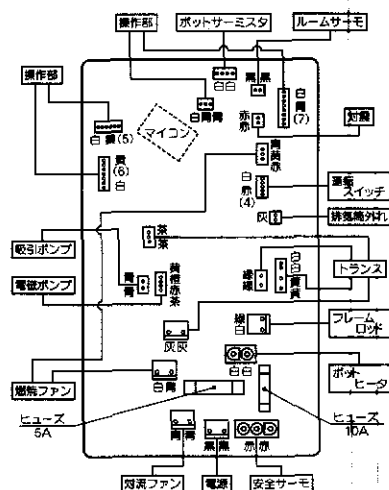 操作部
ポットサーミスタ
ルームサーモ
操作部
白白
黒黒
白青
(7)
白青青
対震
白青(5)
赤赤
マイコン
青
(6)
白
青黄赤
白赤
(4)
運転
スイッチ
灰
排気筒外れ
茶茶
吸引ポンプ
青青
黄橙赤茶
緑緑
白白黄黄
トランス
電磁ポンプ
緑白
フレーム
ロッド
灰灰
白白
ポット
ヒータ
白青
燃焼ファン
ヒューズ
5A
ヒューズ
10A
青青
黒黒
赤赤
対流ファン
電源
安全サーモ